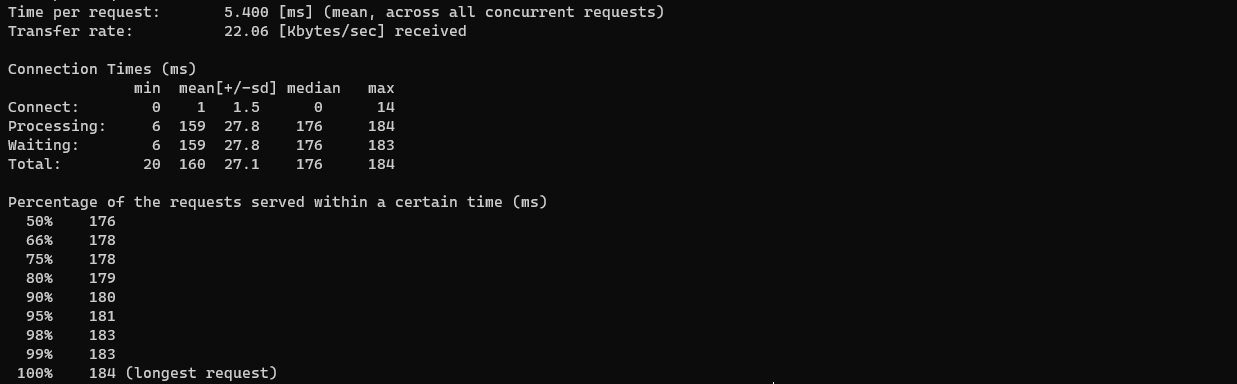 Time per request:       5.400 [ms] (mean, across all concurrent requests)
Transfer rate:          22.06 [Kbytes/sec] received

Connection Times (ms)
              min  mean[+/-sd] median   max
Connect:        0    1   1.5      0      14
Processing:     6  159  27.8    176     184
Waiting:        6  159  27.8    176     183
Total:         20  160  27.1    176     184

Percentage of the requests served within a certain time (ms)
  50%    176
  66%    178
  75%    178
  80%    179
  90%    180
  95%    181
  98%    183
  99%    183
 100%    184 (longest request)